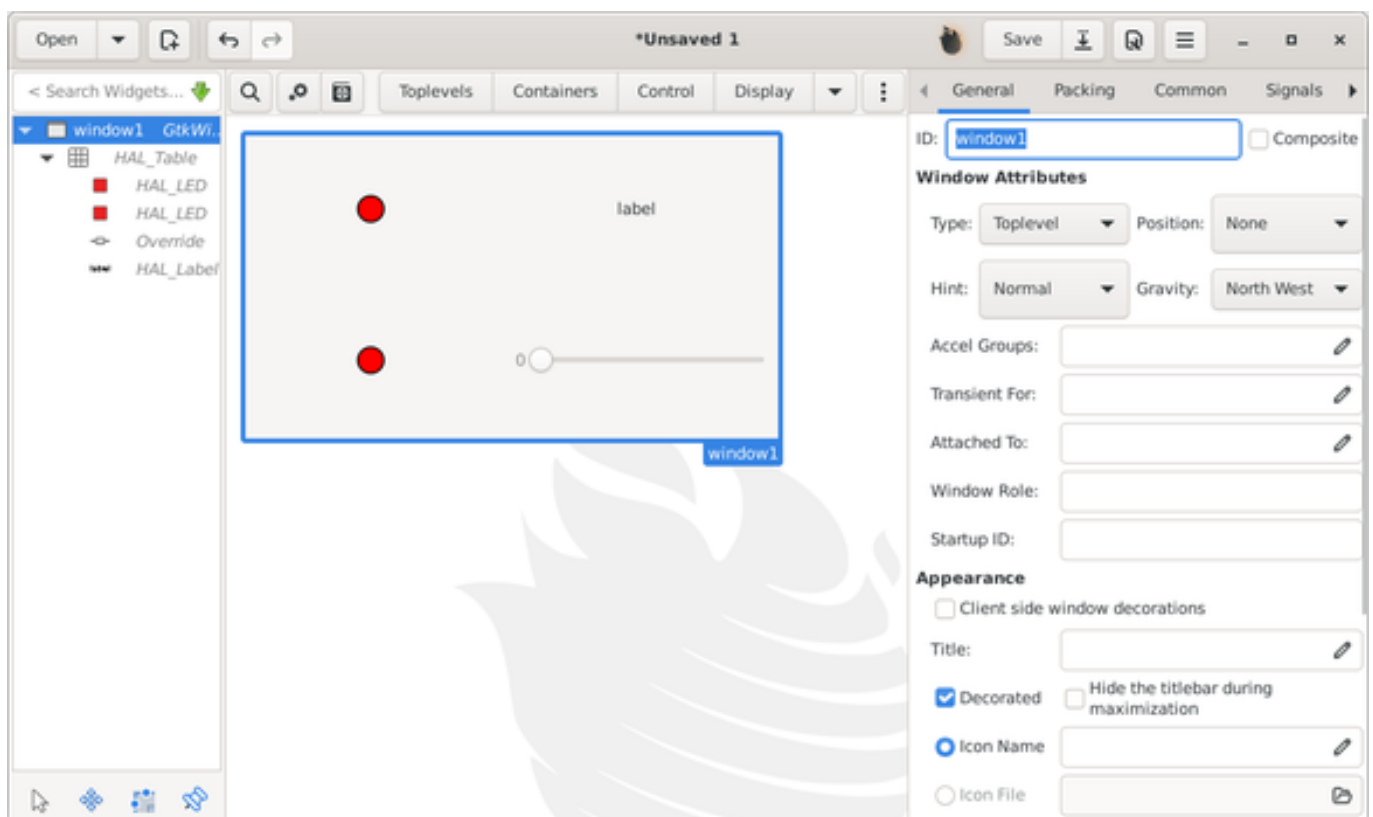 Open
*Unsaved 1
Save
< Search Widgets...
Toplevels Containers Control Display
General Packing Common Signals
window1 GtkWi..
HAL_Table
HAL_LED
HAL_LED
Override
HAL_Label
label
0
window1
ID: window1 Composite
Window Attributes
Type: Toplevel Position: None
Hint: Normal Gravity: North West
Accel Groups:
Transient For:
Attached To:
Window Role:
Startup ID:
Appearance
Client side window decorations
Title:
Decorated Hide the titlebar during
maximization
Icon Name
Icon File